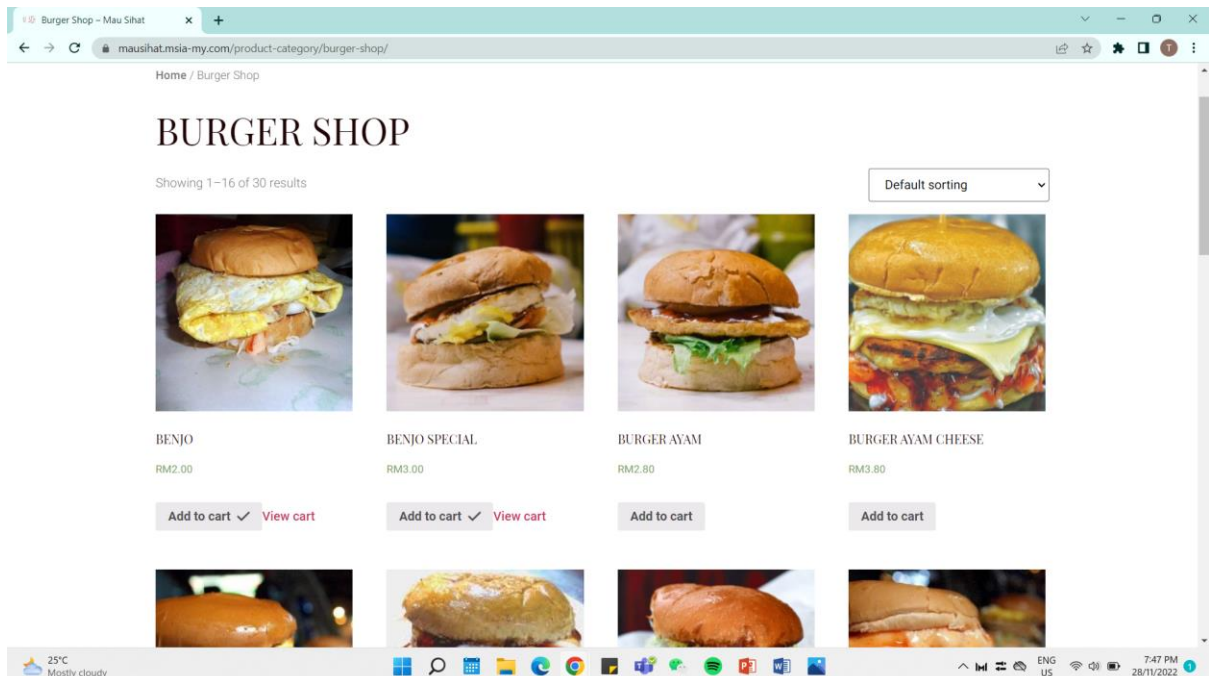 Burger Shop – Mau Sihat
mausihat.msia-my.com/product-category/burger-shop/
T
Home / Burger Shop
BURGER SHOP
Showing 1–16 of 30 results
Default sorting
BENJO
BENJO SPECIAL
BURGER AYAM
BURGER AYAM CHEESE
RM2.00
RM3.00
RM2.80
RM3.80
Add to cart View cart
Add to cart View cart
Add to cart
Add to cart
25°C
Mostly cloudy
ENG
US
7:47 PM
28/11/2022
1